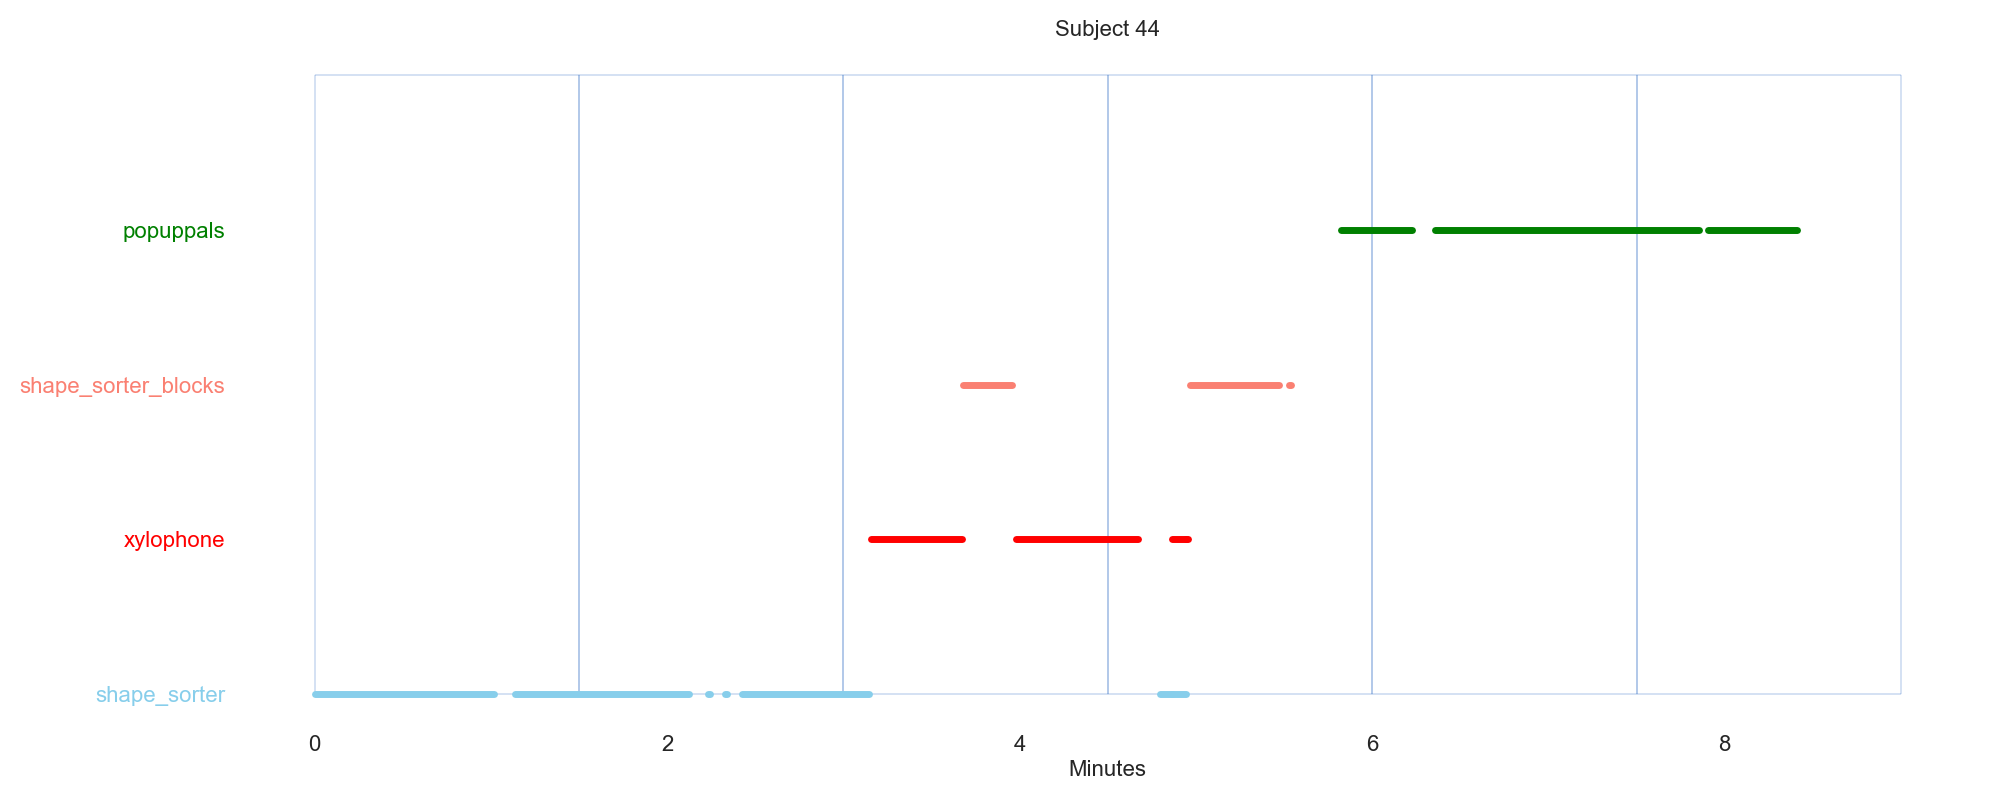 Subject 44
popuppals
shape_sorter_blocks
xylophone
shape_sorter
0 2 4 6 8
Minutes